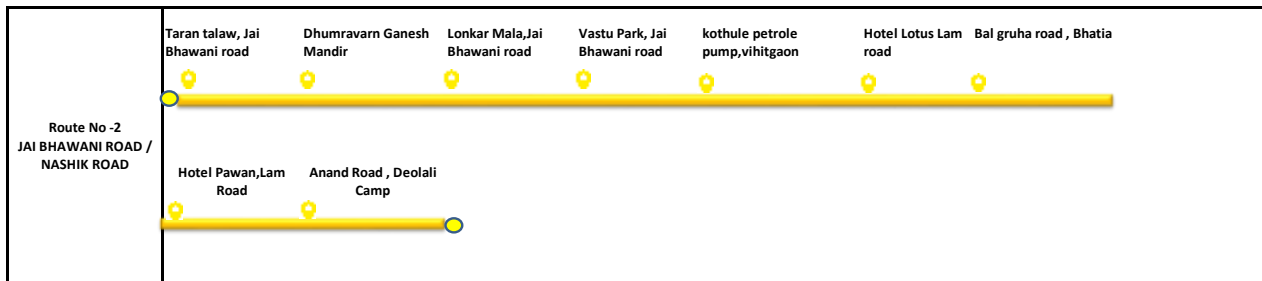 Route No -2
JAI BHAWANI ROAD /
NASHIK ROAD
Taran talaw, Jai
Bhawani road
Dhumravarn Ganesh
Mandir
Lonkar Mala,Jai
Bhawani road
Vastu Park, Jai
Bhawani road
kothule petrole
pump,vihitgaon
Hotel Lotus Lam
road
Bal gruha road , Bhatia
Hotel Pawan,Lam
Road
Anand Road , Deolali
Camp